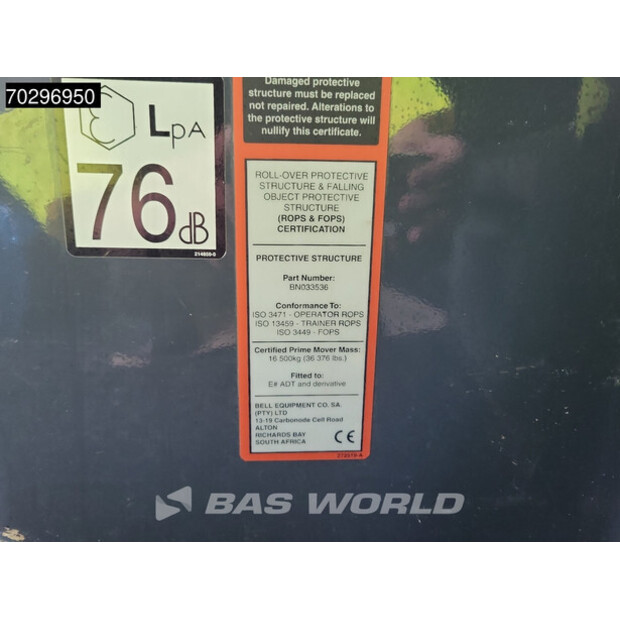 70296950
LpA
76 dB
214650-5
Damaged protective
structure must be replaced
not repaired. Alterations to
the protective structure will
nullify this certificate.
ROLL-OVER PROTECTIVE
STRUCTURE & FALLING
OBJECT PROTECTIVE
STRUCTURE
(ROPS & FOPS)
CERTIFICATION
PROTECTIVE STRUCTURE
Part Number:
BN033536
Conformance To:
ISO 3471 - OPERATOR ROPS
ISO 13459 - TRAINER ROPS
ISO 3449 - FOPS
Certified Prime Mover Mass:
16 500kg (36 376 lbs.)
Fitted to:
E# ADT and derivative
BELL EQUIPMENT CO. SA.
(PTY) LTD
13-19 Carbonode Cell Road
ALTON
RICHARDS BAY
SOUTH AFRICA
CE
BAS WORLD